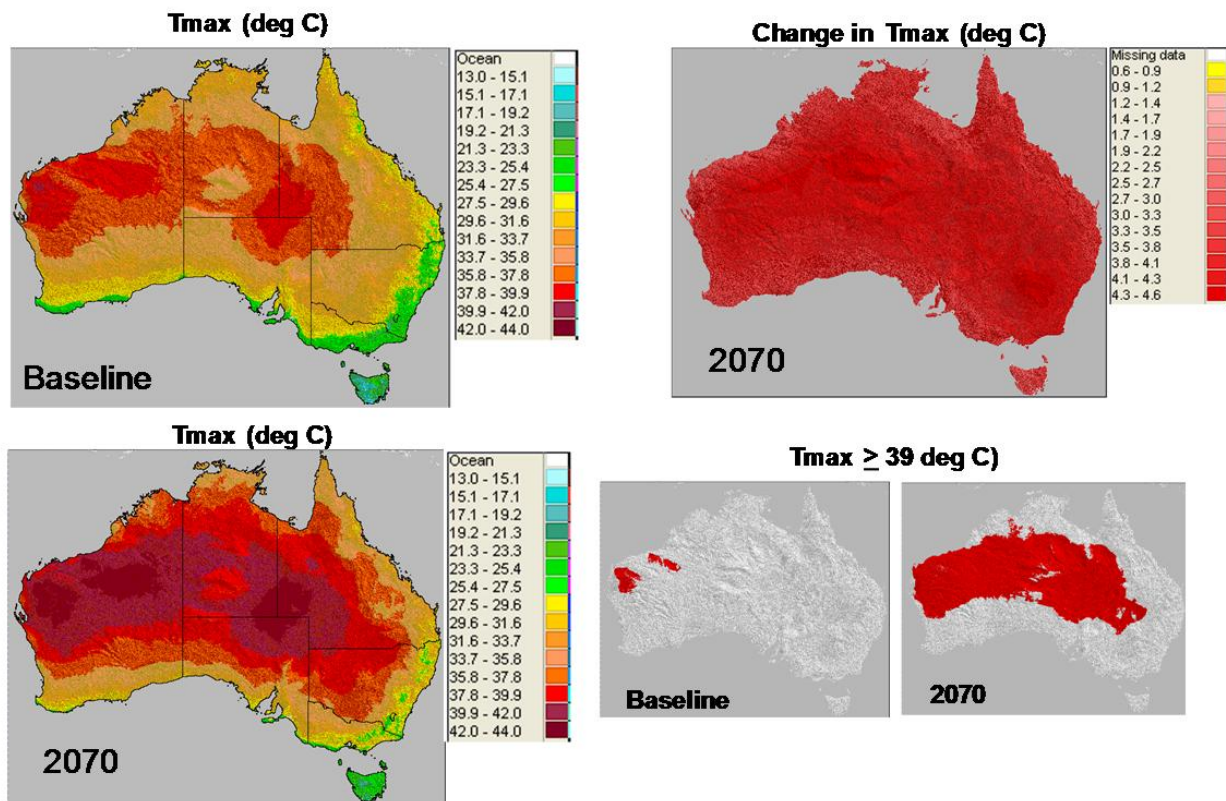 Tmax (deg C)
Ocean
13.0 - 15.1
15.1 - 17.1
17.1 - 19.2
19.2 - 21.3
21.3 - 23.3
23.3 - 25.4
25.4 - 27.5
27.5 - 29.6
29.6 - 31.6
31.6 - 33.7
33.7 - 35.8
35.8 - 37.8
37.8 - 39.9
39.9 - 42.0
42.0 - 44.0
Baseline
Change in Tmax (deg C)
Missing data
0.6 - 0.9
0.9 - 1.2
1.2 - 1.4
1.4 - 1.7
1.7 - 1.9
1.9 - 2.2
2.2 - 2.5
2.5 - 2.7
2.7 - 3.0
3.0 - 3.3
3.3 - 3.5
3.5 - 3.8
3.8 - 4.1
4.1 - 4.3
4.3 - 4.6
2070
Tmax (deg C)
Ocean
13.0 - 15.1
15.1 - 17.1
17.1 - 19.2
19.2 - 21.3
21.3 - 23.3
23.3 - 25.4
25.4 - 27.5
27.5 - 29.6
29.6 - 31.6
31.6 - 33.7
33.7 - 35.8
35.8 - 37.8
37.8 - 39.9
39.9 - 42.0
42.0 - 44.0
2070
Tmax ≥ 39 deg C)
Baseline
2070